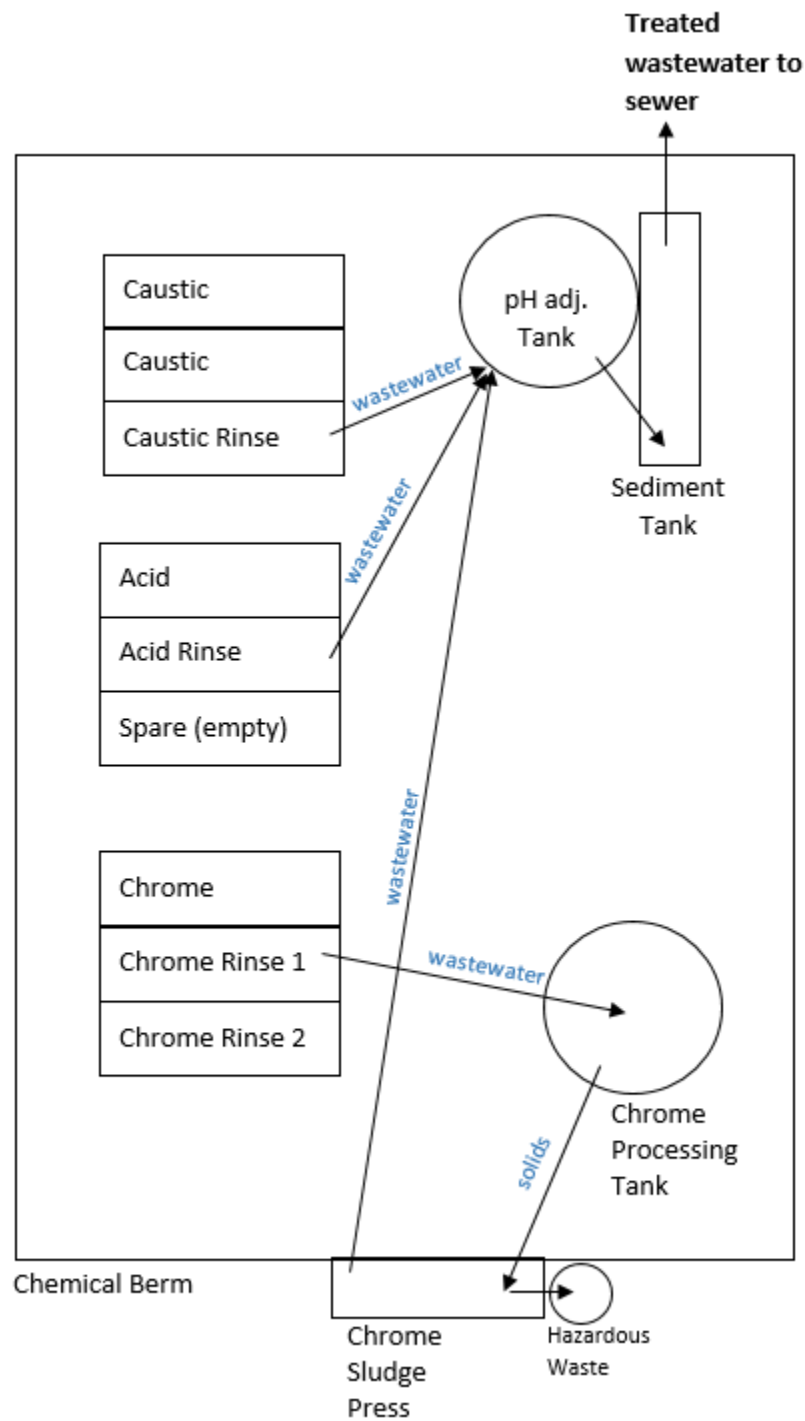 Treated
wastewater to
sewer
pH adj.
Tank
Sediment
Tank
Caustic
Caustic
Caustic Rinse
wastewater
Acid
Acid Rinse
Spare (empty)
wastewater
wastewater
Chrome
Chrome Rinse 1
Chrome Rinse 2
wastewater
Chrome
Processing
Tank
solids
Chemical Berm
Chrome
Sludge
Press
Hazardous
Waste